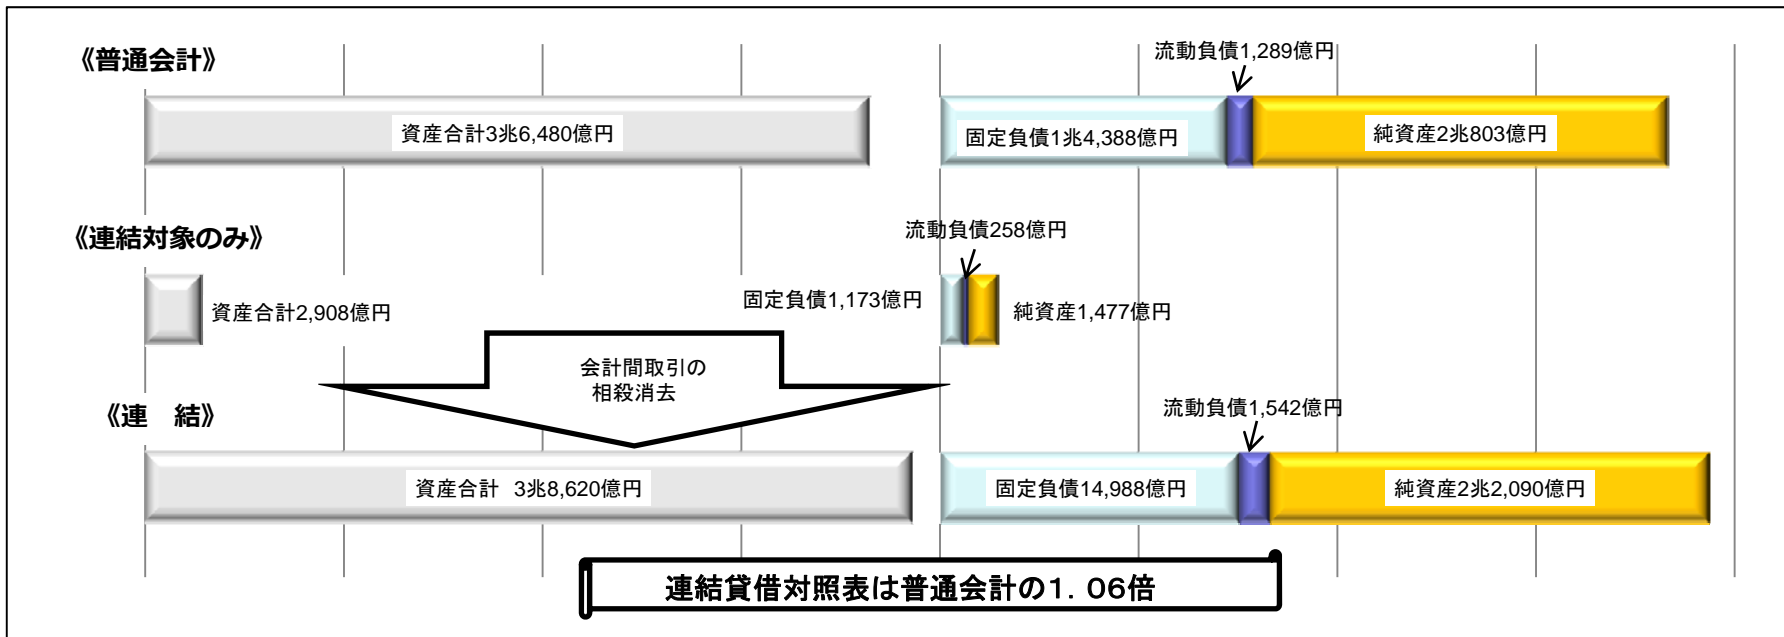 《普通会計》
流動負債1,289億円
資産合計3兆6,480億円
固定負債1兆4,388億円
純資産2兆803億円
《連結対象のみ》
流動負債258億円
資産合計2,908億円
固定負債1,173億円
純資産1,477億円
会計間取引の
相殺消去
《連　結》
流動負債1,542億円
資産合計　3兆8,620億円
固定負債14,988億円
純資産2兆2,090億円
連結貸借対照表は普通会計の１．０６倍